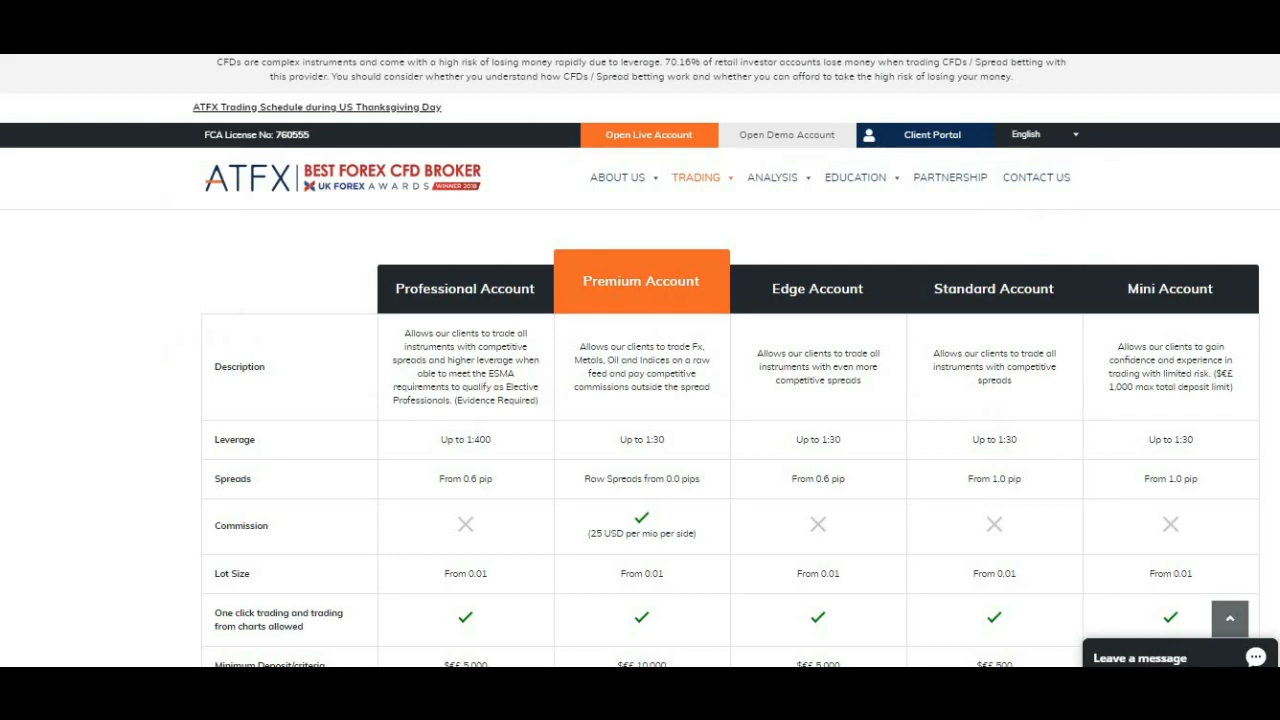 CFDs are complex instruments and come with a high risk of losing money rapidly due to leverage. 70.16% of retail investor accounts lose money when trading CFDs / Spread betting with
this provider. You should consider whether you understand how CFDs / Spread betting work and whether you can afford to take the high risk of losing your money.
ATFX Trading Schedule during US Thanksgiving Day
FCA License No: 760555
Open Live Account
Open Demo Account
Client Portal
English
ATFX
BEST FOREX CFD BROKER
UK FOREX AWARDS WINNER 2018
ABOUT US
TRADING
ANALYSIS
EDUCATION
PARTNERSHIP
CONTACT US
Professional Account
Premium Account
Edge Account
Standard Account
Mini Account
Description
Allows our clients to trade all
instruments with competitive
spreads and higher leverage when
able to meet the ESMA
requirements to qualify as Elective
Professionals. (Evidence Required)
Allows our clients to trade Fx,
Metals, Oil and Indices on a raw
feed and pay competitive
commissions outside the spread
Allows our clients to trade all
instruments with even more
competitive spreads
Allows our clients to trade all
instruments with competitive
spreads
Allows our clients to gain
confidence and experience in
trading with limited risk. ($€£
1,000 max total deposit limit)
Leverage
Up to 1:400
Up to 1:30
Up to 1:30
Up to 1:30
Up to 1:30
Spreads
From 0.6 pip
Raw Spreads from 0.0 pips
From 0.6 pip
From 1.0 pip
From 1.0 pip
Commission
(25 USD per mio per side)
Lot Size
From 0.01
From 0.01
From 0.01
From 0.01
From 0.01
One click trading and trading
from charts allowed
Minimum Deposit/criteria
$€£ 5,000
$€£ 10,000
$€£ 5,000
$€£ 500
Leave a message